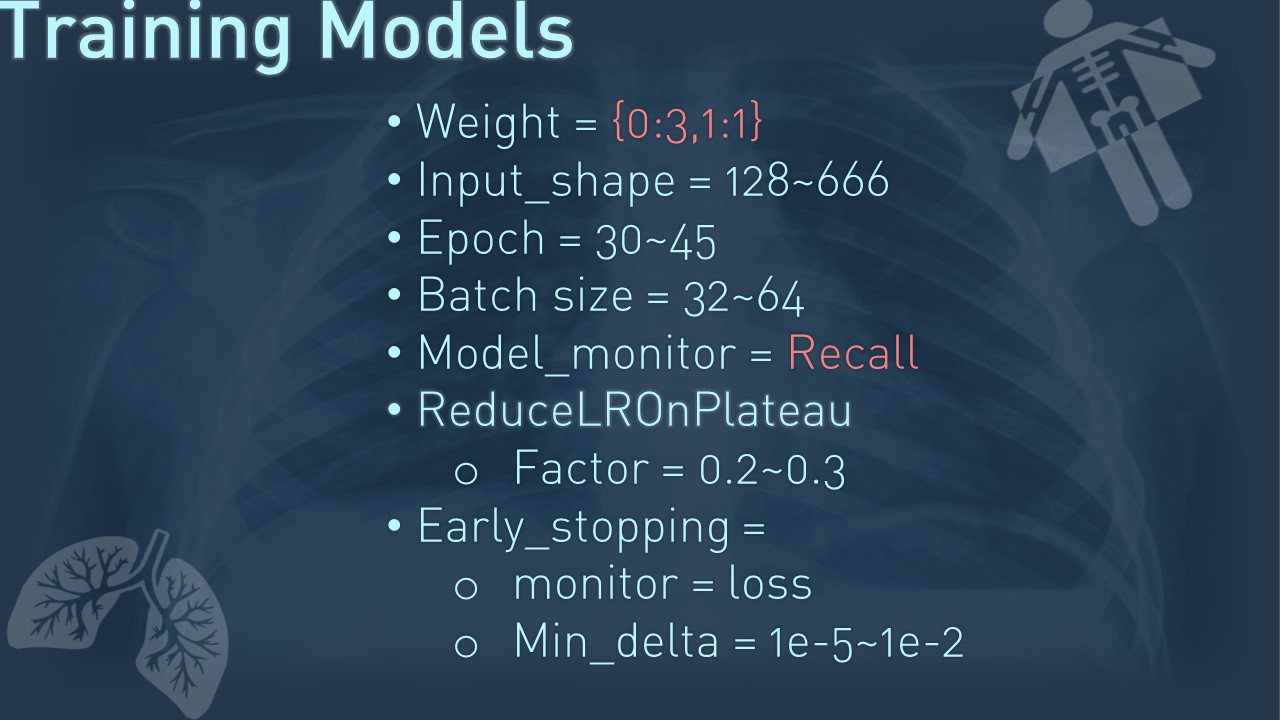 Training Models
• Weight = {0:3,1:1}
• Input_shape = 128~666
• Epoch = 30~45
• Batch size = 32~64
• Model_monitor = Recall
• ReduceLROnPlateau
o Factor = 0.2~0.3
• Early_stopping =
o monitor = loss
o Min_delta = 1e-5~1e-2